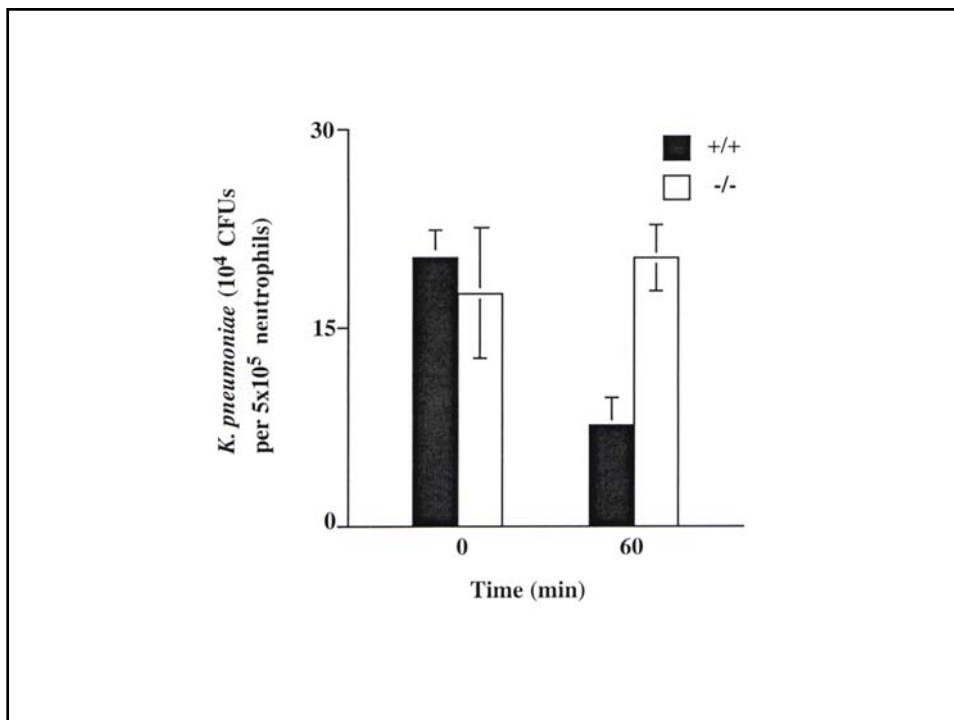 30
+/+
-/-
15
0
K. pneumoniae (10⁴ CFUs
per 5x10⁵ neutrophils)
0 60
Time (min)